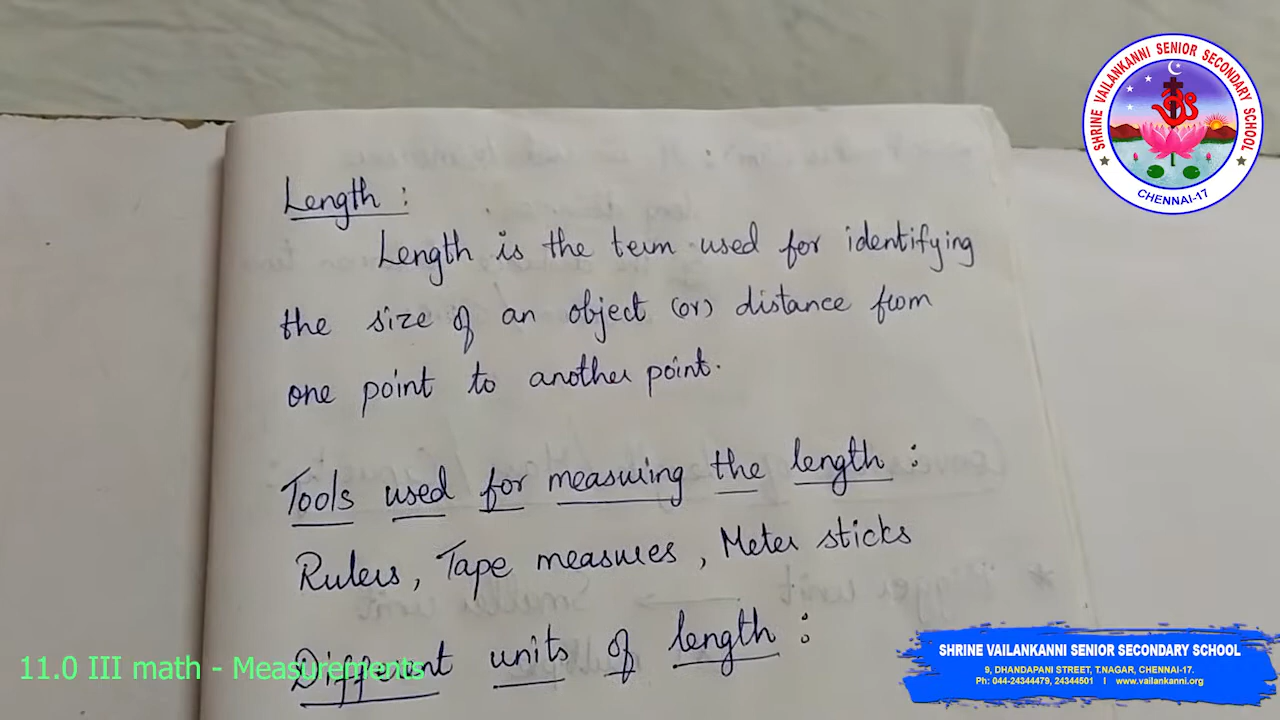 Length :
Length is the term used for identifying
the size of an object (or) distance from
one point to another point.
Tools used for measuring the length :
Rulers, Tape measures, Meter sticks
Different units of length :
11.0 III math - Measurements
SHRINE VAILANKANNI SENIOR SECONDARY SCHOOL
CHENNAI-17
SHRINE VAILANKANNI SENIOR SECONDARY SCHOOL
9, DHANDAPANI STREET, T.NAGAR, CHENNAI-17.
Ph: 044-24344479, 24344501 I www.vailankanni.org